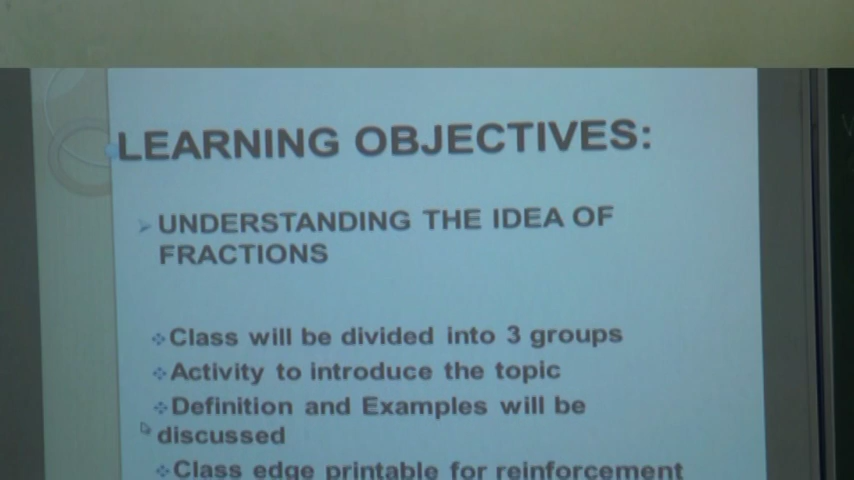 LEARNING OBJECTIVES:
UNDERSTANDING THE IDEA OF
FRACTIONS
Class will be divided into 3 groups
Activity to introduce the topic
Definition and Examples will be
discussed
Class edge printable for reinforcement